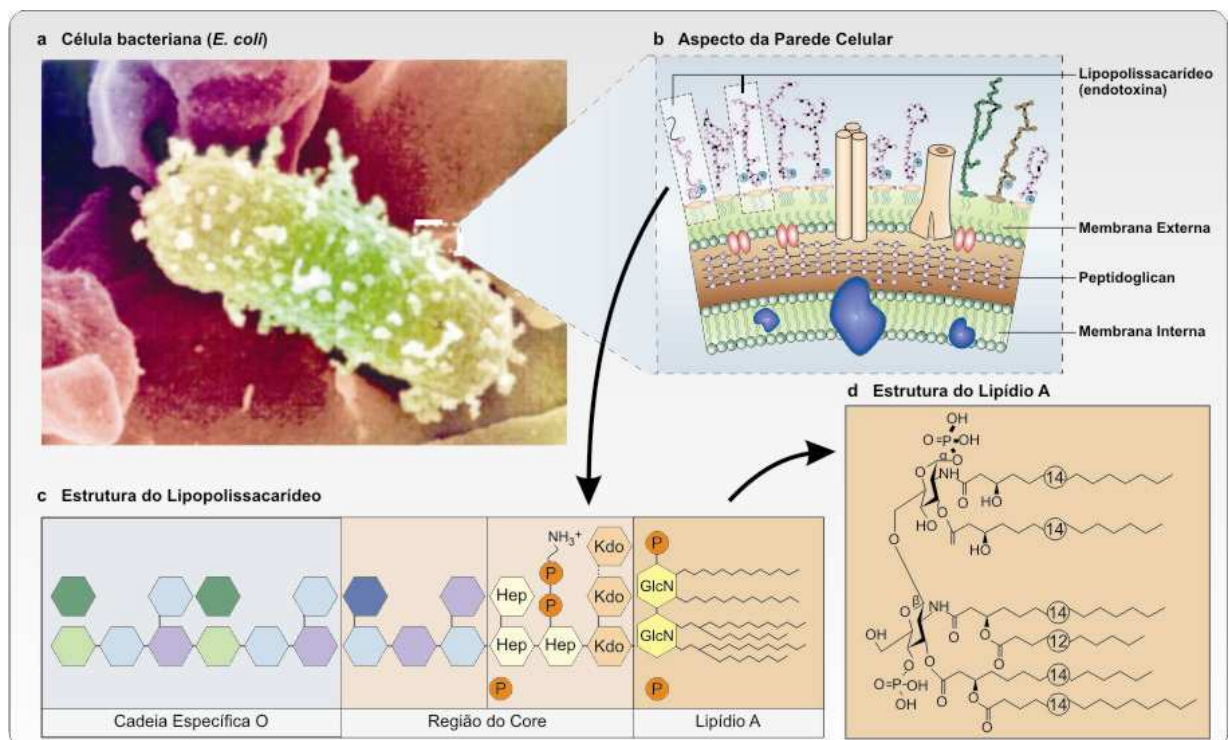 a Célula bacteriana (E. coli)
b Aspecto da Parede Celular
Lipopolissacarídeo
(endotoxina)
Membrana Externa
Peptidoglican
Membrana Interna
c Estrutura do Lipopolissacarídeo
NH3+
Kdo
P
P
GlcN
Hep
P
Kdo
Hep
Hep
Kdo
GlcN
P
P
Cadeia Específica O
Região do Core
Lipídio A
d Estrutura do Lipídio A
OH
O=P-OH
α
O
O
NH
14
O
HO
O
HO
O
14
O
HO
O
β
O
NH
14
OH
O
O
O
12
O
O
O
14
O=P-OH
O
O
OH
14
O